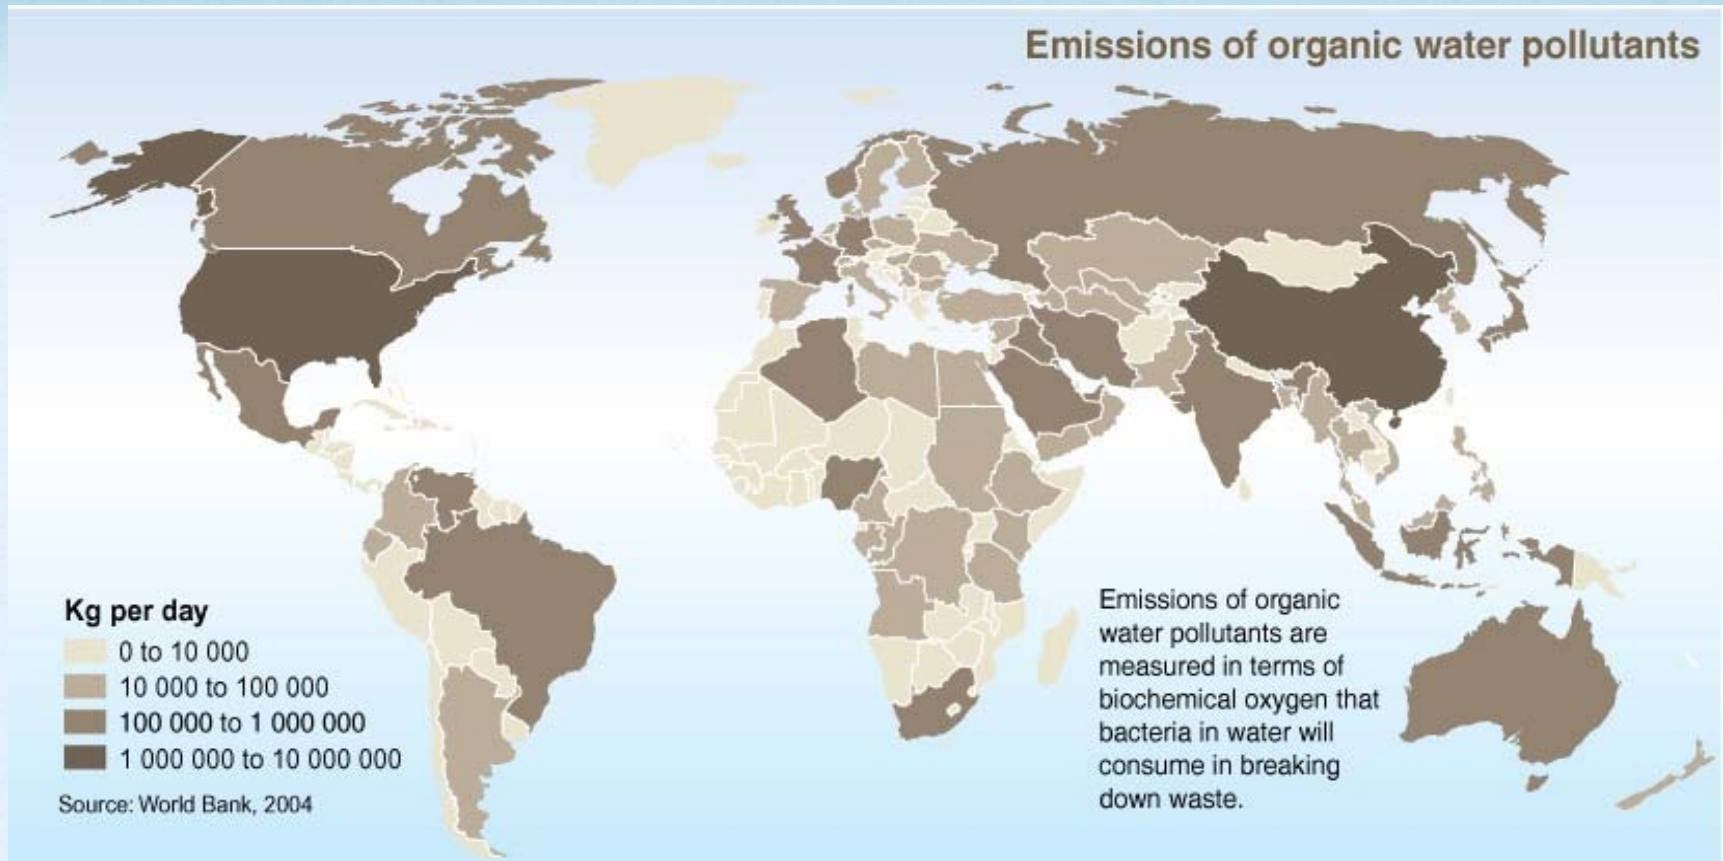 Emissions of organic water pollutants
Kg per day
0 to 10 000
10 000 to 100 000
100 000 to 1 000 000
1 000 000 to 10 000 000
Source: World Bank, 2004
Emissions of organic
water pollutants are
measured in terms of
biochemical oxygen that
bacteria in water will
consume in breaking
down waste.